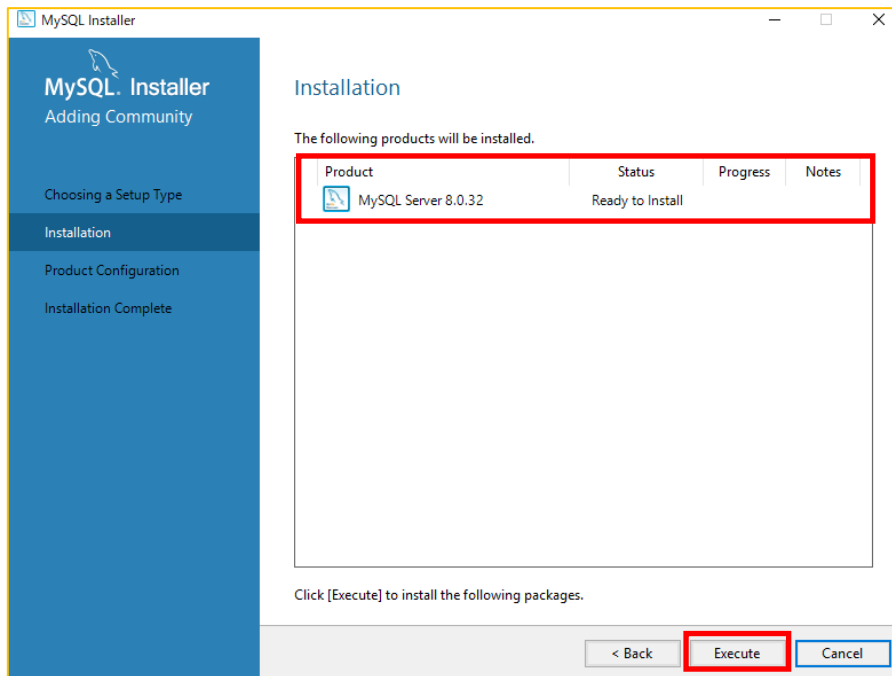 MySQL Installer
MySQL. Installer
Adding Community
Choosing a Setup Type
Installation
Product Configuration
Installation Complete
Installation
The following products will be installed.
Product Status Progress Notes
MySQL Server 8.0.32 Ready to Install
Click [Execute] to install the following packages.
< Back Execute Cancel